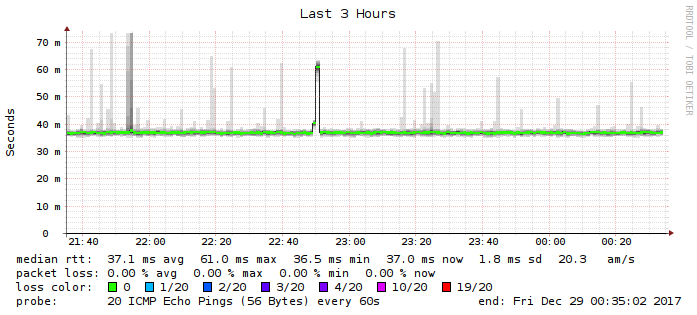 Last 3 Hours
RRDTOOL / TOBI OETIKER
Seconds
70 m
60 m
50 m
40 m
30 m
20 m
10 m
0
21:40 22:00 22:20 22:40 23:00 23:20 23:40 00:00 00:20
median rtt: 37.1 ms avg 61.0 ms max 36.5 ms min 37.0 ms now 1.8 ms sd 20.3 am/s
packet loss: 0.00 % avg 0.00 % max 0.00 % min 0.00 % now
loss color: 0 1/20 2/20 3/20 4/20 10/20 19/20
probe: 20 ICMP Echo Pings (56 Bytes) every 60s end: Fri Dec 29 00:35:02 2017